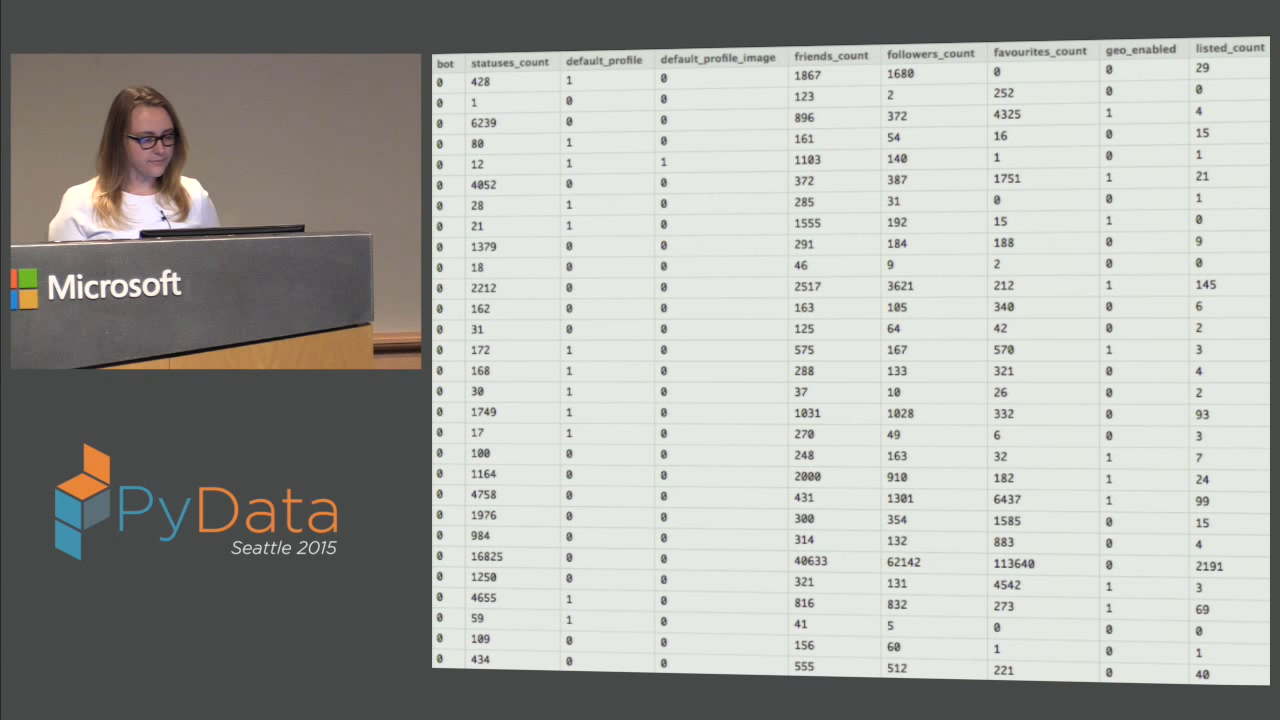 Microsoft
PyData
Seattle 2015
bot statuses_count default_profile default_profile_image friends_count followers_count favourites_count geo_enabled listed_count
0 428 1 0 1867 1680 0 0 29
0 1 0 0 123 2 252 0 0
0 6239 0 0 896 372 4325 1 4
0 80 1 0 161 54 16 0 15
0 12 1 1 1103 140 1 0 1
0 4052 0 0 372 387 1751 1 21
0 28 1 0 285 31 0 0 1
0 21 1 0 1555 192 15 1 0
0 1379 0 0 291 184 188 0 9
0 18 0 0 46 9 2 0 0
0 2212 0 0 2517 3621 212 1 145
0 162 0 0 163 105 340 0 6
0 31 0 0 125 64 42 0 2
0 172 1 0 575 167 570 1 3
0 168 1 0 288 133 321 0 4
0 30 1 0 37 10 26 0 2
0 1749 1 0 1031 1028 332 0 93
0 17 1 0 270 49 6 0 3
0 100 0 0 248 163 32 1 7
0 1164 0 0 2000 910 182 1 24
0 4758 0 0 431 1301 6437 1 99
0 1976 0 0 300 354 1585 0 15
0 984 0 0 314 132 883 0 4
0 16825 0 0 40633 62142 113640 0 2191
0 1250 0 0 321 131 4542 1 3
0 4655 1 0 816 832 273 1 69
0 59 1 0 41 5 0 0 0
0 109 0 0 156 60 1 0 1
0 434 0 0 555 512 221 0 40